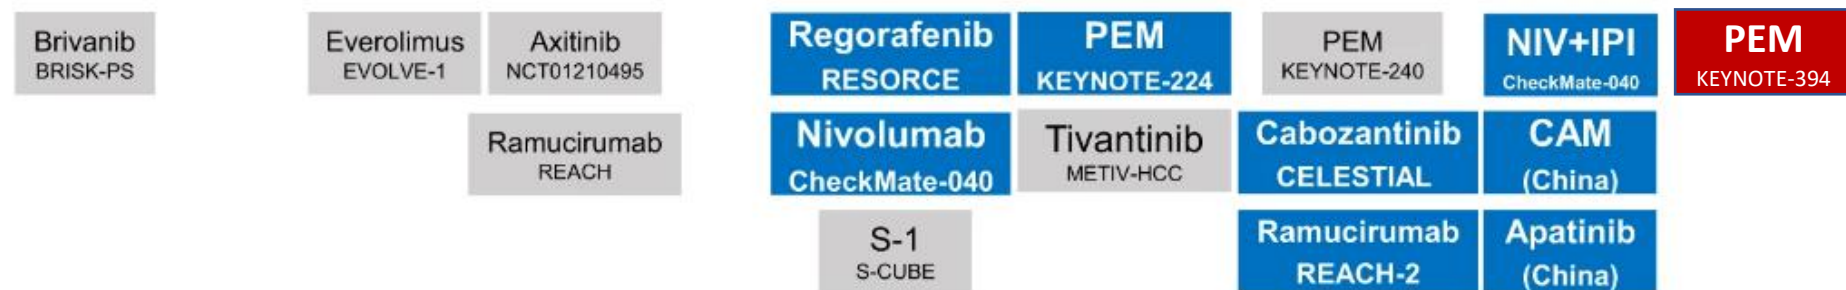 Brivanib
BRISK-PS
Everolimus
EVOLVE-1
Axitinib
NCT01210495
Regorafenib
RESORCE
PEM
KEYNOTE-224
PEM
KEYNOTE-240
NIV+IPI
CheckMate-040
PEM
KEYNOTE-394
Ramucirumab
REACH
Nivolumab
CheckMate-040
Tivantinib
METIV-HCC
Cabozantinib
CELESTIAL
CAM
(China)
S-1
S-CUBE
Ramucirumab
REACH-2
Apatinib
(China)